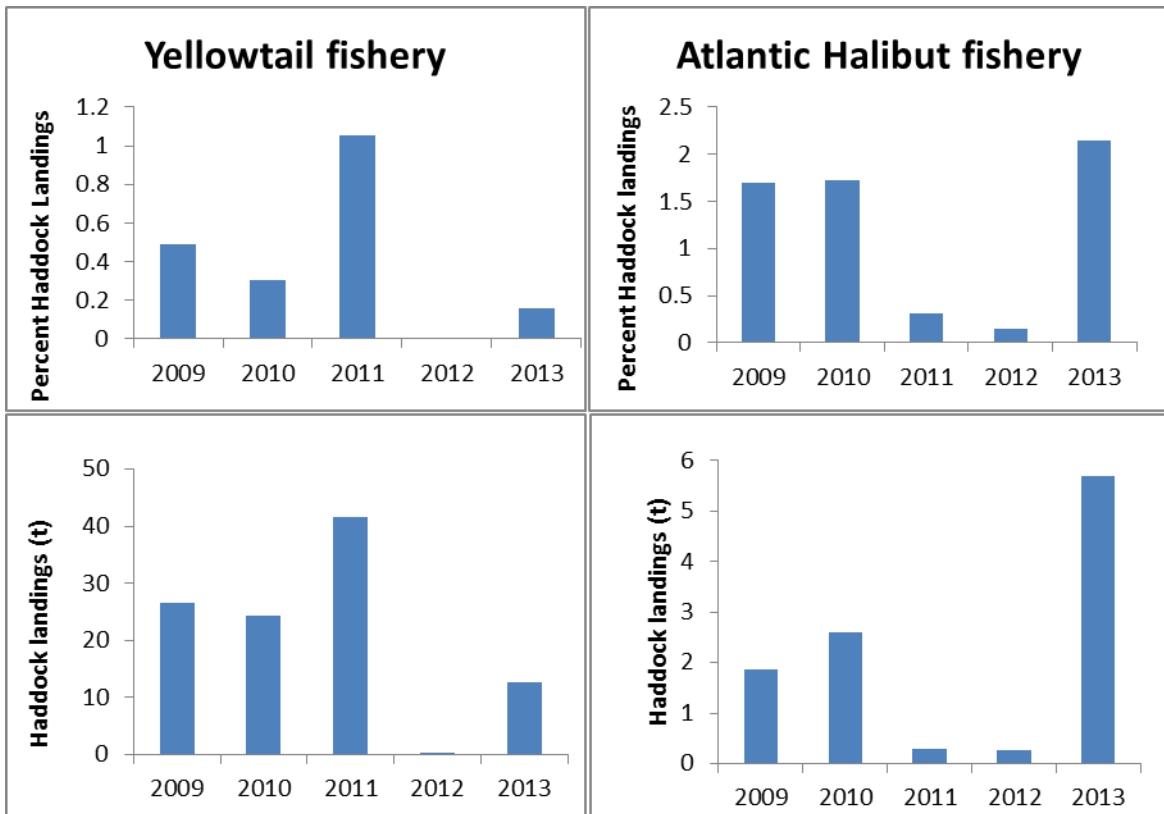 Yellowtail fishery
Percent Haddock Landings
1.2
1
0.8
0.6
0.4
0.2
0
2009 2010 2011 2012 2013
Atlantic Halibut fishery
Percent Haddock landings
2.5
2
1.5
1
0.5
0
2009 2010 2011 2012 2013
Haddock landings (t)
50
40
30
20
10
0
2009 2010 2011 2012 2013
Haddock landings (t)
6
5
4
3
2
1
0
2009 2010 2011 2012 2013